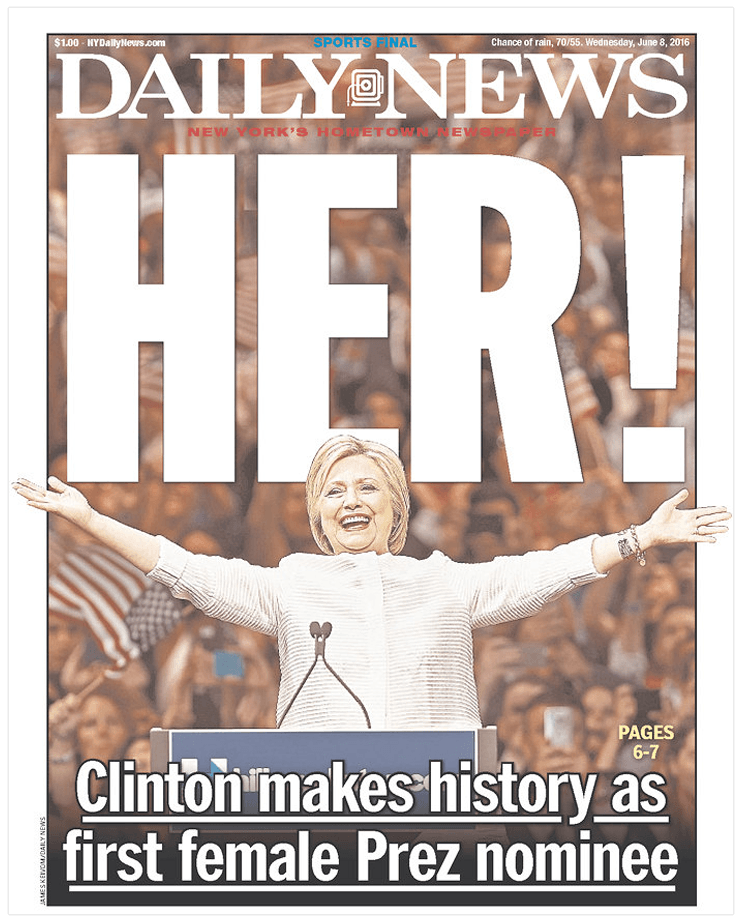 $1.00 - NYDailyNews.com
SPORTS FINAL
Chance of rain, 70/55. Wednesday, June 8, 2016
DAILY NEWS
NEW YORK'S HOMETOWN NEWSPAPER
HER!
PAGES
6-7
Clinton makes history as
first female Prez nominee
JAMES KEIVOM/DAILY NEWS